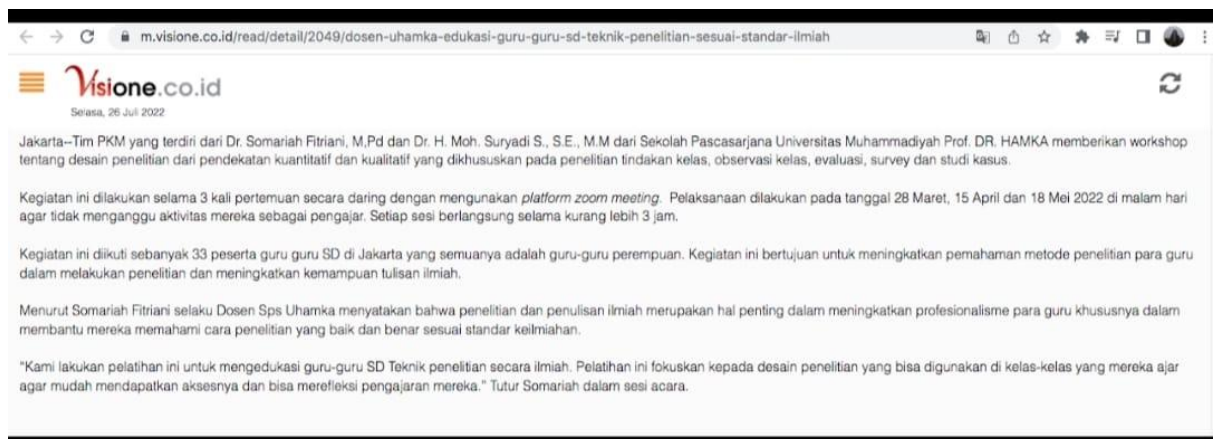 m.visione.co.id/read/detail/2049/dosen-uhamka-edukasi-guru-guru-sd-teknik-penelitian-sesuai-standar-ilmiah
Visione.co.id
Selasa, 26 Juli 2022
Jakarta--Tim PKM yang terdiri dari Dr. Somariah Fitriani, M,Pd dan Dr. H. Moh. Suryadi S., S.E., M.M dari Sekolah Pascasarjana Universitas Muhammadiyah Prof. DR. HAMKA memberikan workshop
tentang desain penelitian dari pendekatan kuantitatif dan kualitatif yang dikhususkan pada penelitian tindakan kelas, observasi kelas, evaluasi, survey dan studi kasus.
Kegiatan ini dilakukan selama 3 kali pertemuan secara daring dengan mengunakan platform zoom meeting. Pelaksanaan dilakukan pada tanggal 28 Maret, 15 April dan 18 Mei 2022 di malam hari
agar tidak menganggu aktivitas mereka sebagai pengajar. Setiap sesi berlangsung selama kurang lebih 3 jam.
Kegiatan ini diikuti sebanyak 33 peserta guru guru SD di Jakarta yang semuanya adalah guru-guru perempuan. Kegiatan ini bertujuan untuk meningkatkan pemahaman metode penelitian para guru
dalam melakukan penelitian dan meningkatkan kemampuan tulisan ilmiah.
Menurut Somariah Fitriani selaku Dosen Sps Uhamka menyatakan bahwa penelitian dan penulisan ilmiah merupakan hal penting dalam meningkatkan profesionalisme para guru khususnya dalam
membantu mereka memahami cara penelitian yang baik dan benar sesuai standar keilmiahan.
"Kami lakukan pelatihan ini untuk mengedukasi guru-guru SD Teknik penelitian secara ilmiah. Pelatihan ini fokuskan kepada desain penelitian yang bisa digunakan di kelas-kelas yang mereka ajar
agar mudah mendapatkan aksesnya dan bisa merefleksi pengajaran mereka." Tutur Somariah dalam sesi acara.